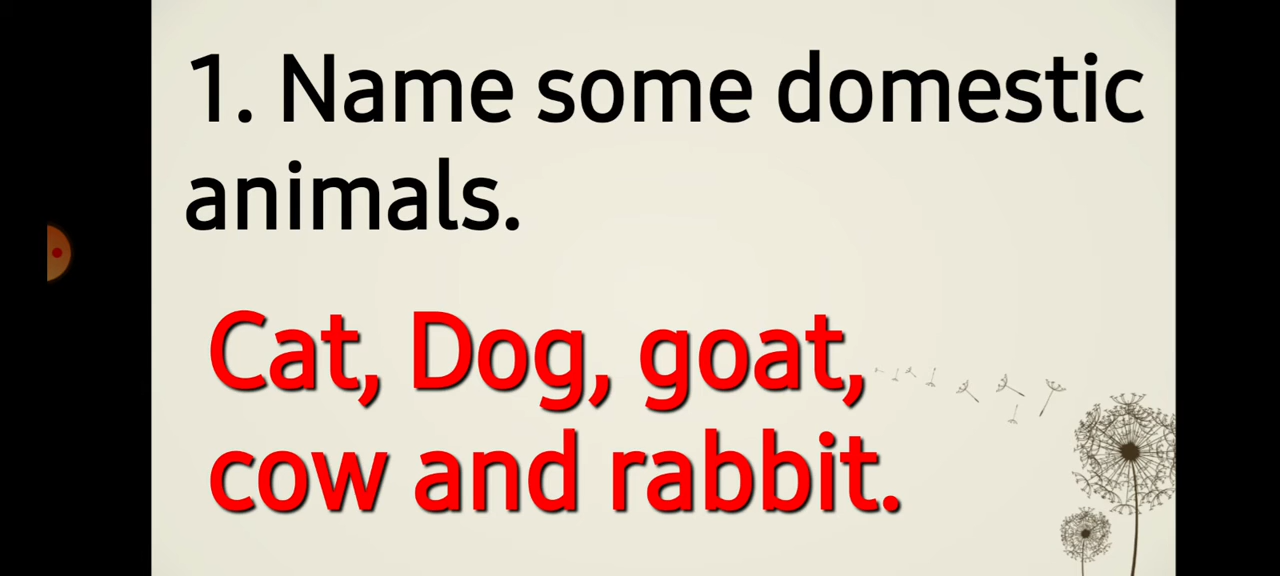 1. Name some domestic
animals.
Cat, Dog, goat,
cow and rabbit.